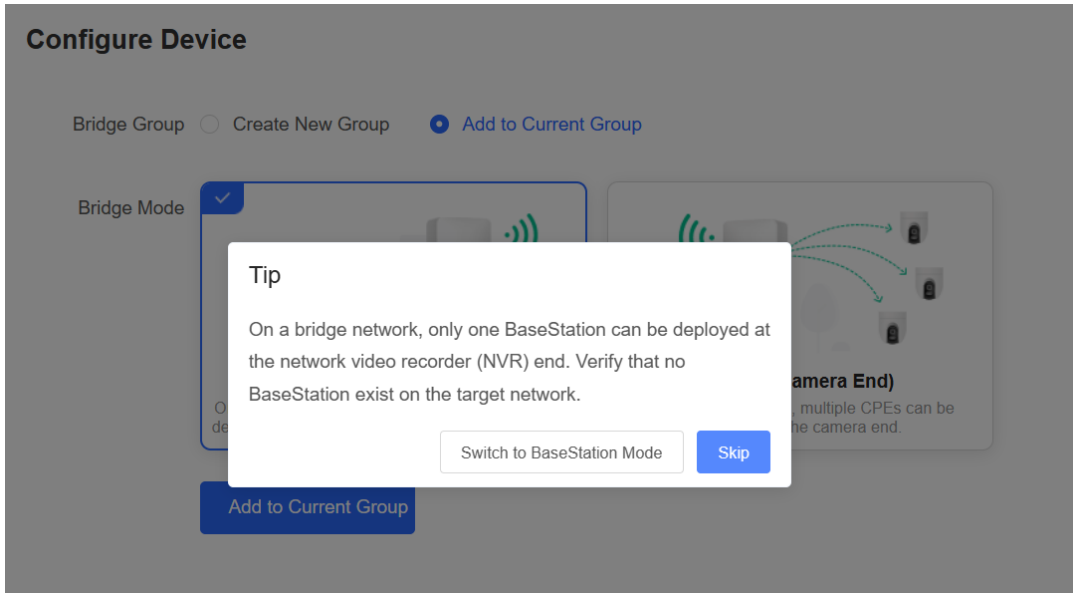 Configure Device
Bridge Group Create New Group Add to Current Group
Bridge Mode
Tip
On a bridge network, only one BaseStation can be deployed at
the network video recorder (NVR) end. Verify that no
BaseStation exist on the target network.
Switch to BaseStation Mode Skip
amera End)
O
, multiple CPEs can be
de
he camera end.
Add to Current Group